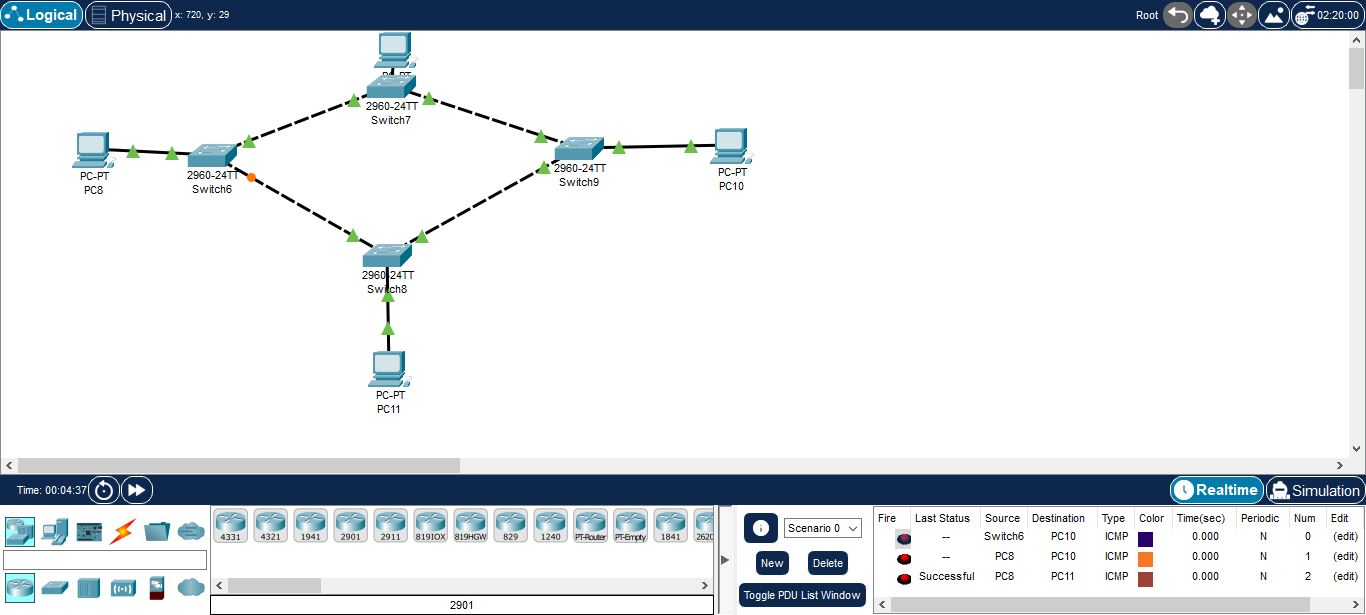 Logical
Physical
x: 720, y: 29
Root
02:20:00
2960-24TT
Switch7
PC-PT
PC8
2960-24TT
Switch6
2960-24TT
Switch9
PC-PT
PC10
2960-24TT
Switch8
PC-PT
PC11
Time: 00:04:37
Realtime
Simulation
4331
4321
1941
2901
2911
819IOX
819HGW
829
1240
PT-Router
PT-Empty
1841
2620
2901
Scenario 0
New
Delete
Toggle PDU List Window
Fire Last Status Source Destination Type Color Time(sec) Periodic Num Edit
-- Switch6 PC10 ICMP 0.000 N 0 (edit)
-- PC8 PC10 ICMP 0.000 N 1 (edit)
Successful PC8 PC11 ICMP 0.000 N 2 (edit)